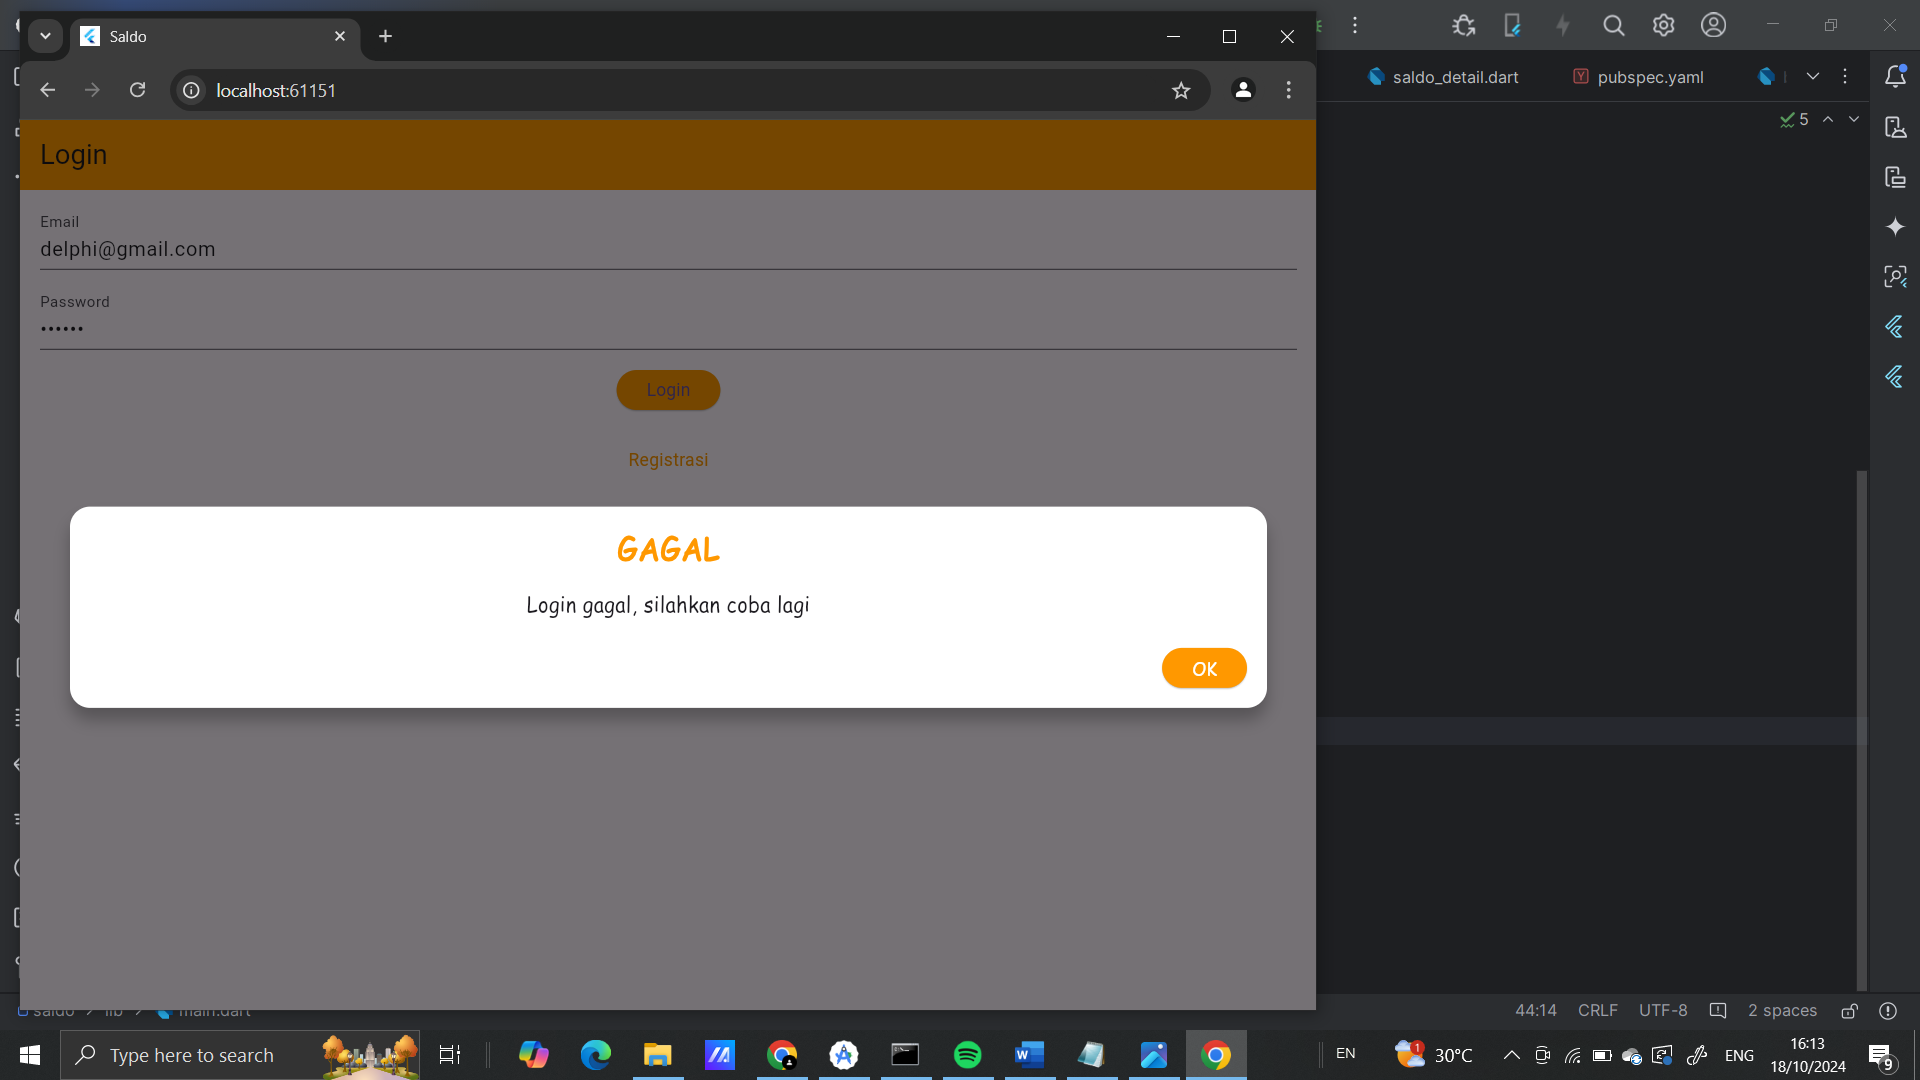 Saldo
localhost:61151
saldo_detail.dart
pubspec.yaml
5
Login
Email
delphi@gmail.com
Password
••••••
Login
Registrasi
GAGAL
Login gagal, silahkan coba lagi
OK
saldo
lib
main.dart
44:14
CRLF
UTF-8
2 spaces
Type here to search
EN
1
30°C
ENG
16:13
18/10/2024
9